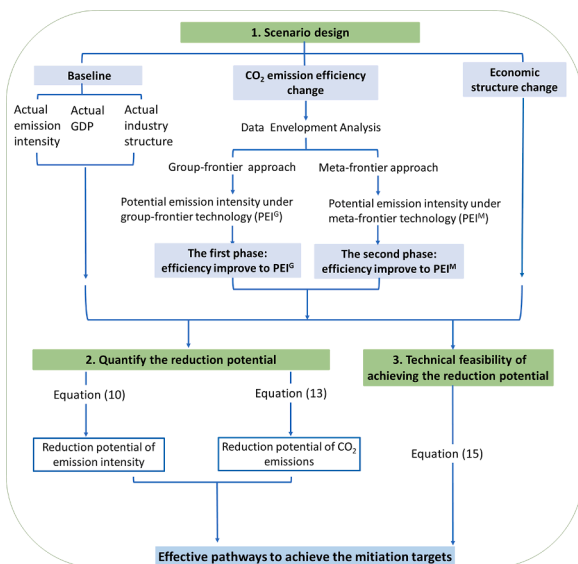 1. Scenario design
Baseline
CO₂ emission efficiency
change
Economic
structure change
Actual
emission
intensity
Actual
GDP
Actual
industry
structure
Data Envelopment Analysis
Group-frontier approach
Meta-frontier approach
Potential emission intensity under
group-frontier technology (PEIᴳ)
Potential emission intensity under
meta-frontier technology (PEIᴹ)
The first phase:
efficiency improve to PEIᴳ
The second phase:
efficiency improve to PEIᴹ
2. Quantify the reduction potential
3. Technical feasibility of
achieving the reduction potential
Equation (10)
Equation (13)
Reduction potential of
emission intensity
Reduction potential of CO₂
emissions
Equation (15)
Effective pathways to achieve the mitiation targets